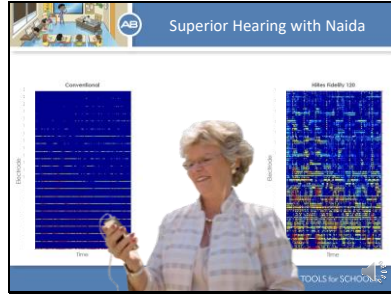 AB
Superior Hearing with Naida
Conventional
Electrode
Time
HiRes Fidelity 120
Electrode
Time
TOOLS for SCHOOLS